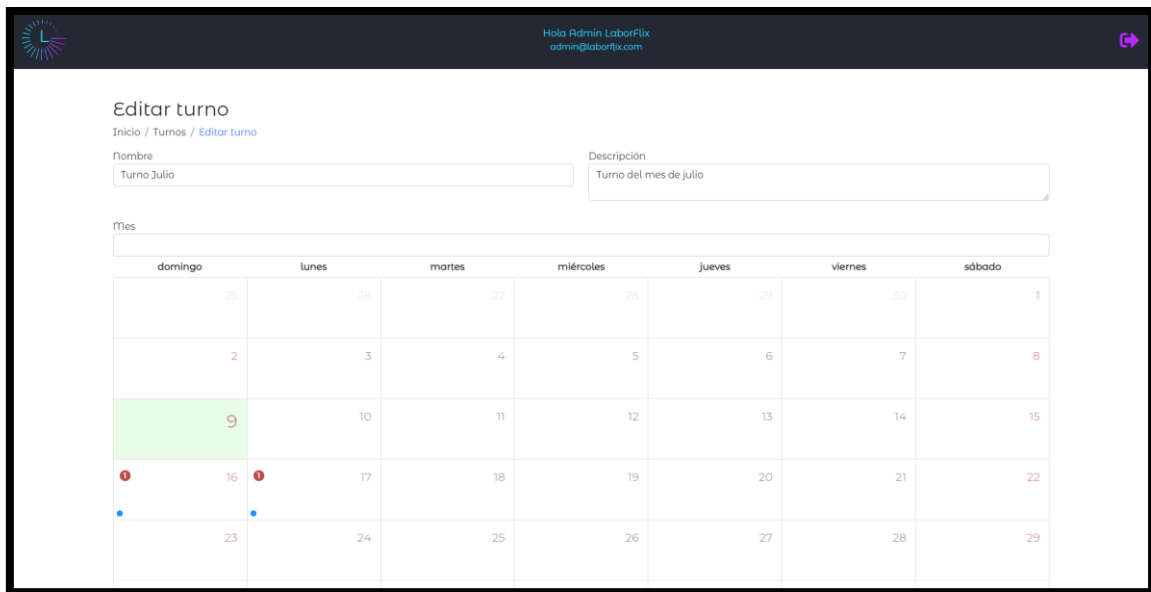 L
Hola Admin LaborFlix
admin@laborflix.com
Editar turno
Inicio / Turnos / Editar turno
Nombre
Descripción
Turno Julio
Turno del mes de julio
Mes
domingo lunes martes miércoles jueves viernes sábado
25 26 27 28 29 30 1
2 3 4 5 6 7 8
9 10 11 12 13 14 15
1 16 1 17 18 19 20 21 22
23 24 25 26 27 28 29